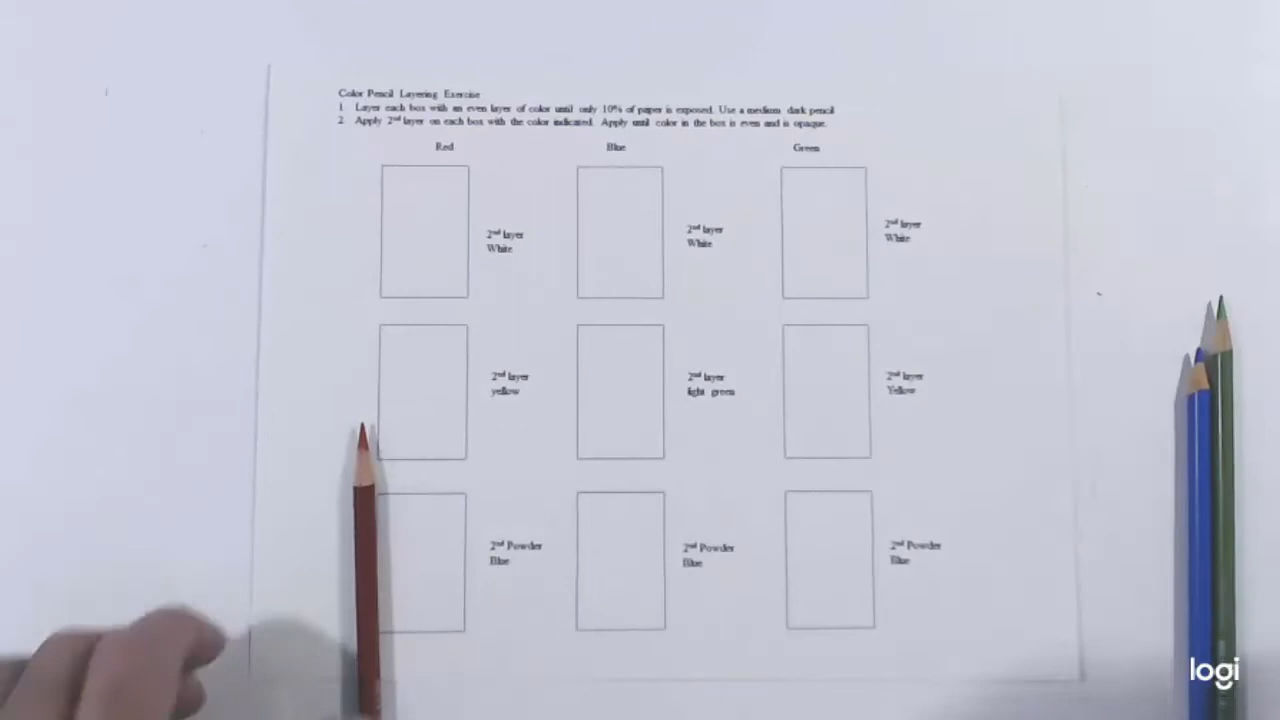 Color Pencil Layering Exercise
1. Layer each box with an even layer of color until only 10% of paper is exposed. Use a medium dark pencil
2. Apply 2nd layer on each box with the color indicated. Apply until color in the box is even and is opaque.
Red Blue Green
2nd layer
White
2nd layer
White
2nd layer
White
2nd layer
yellow
2nd layer
light green
2nd layer
Yellow
2nd Powder
Blue
2nd Powder
Blue
2nd Powder
Blue
logi